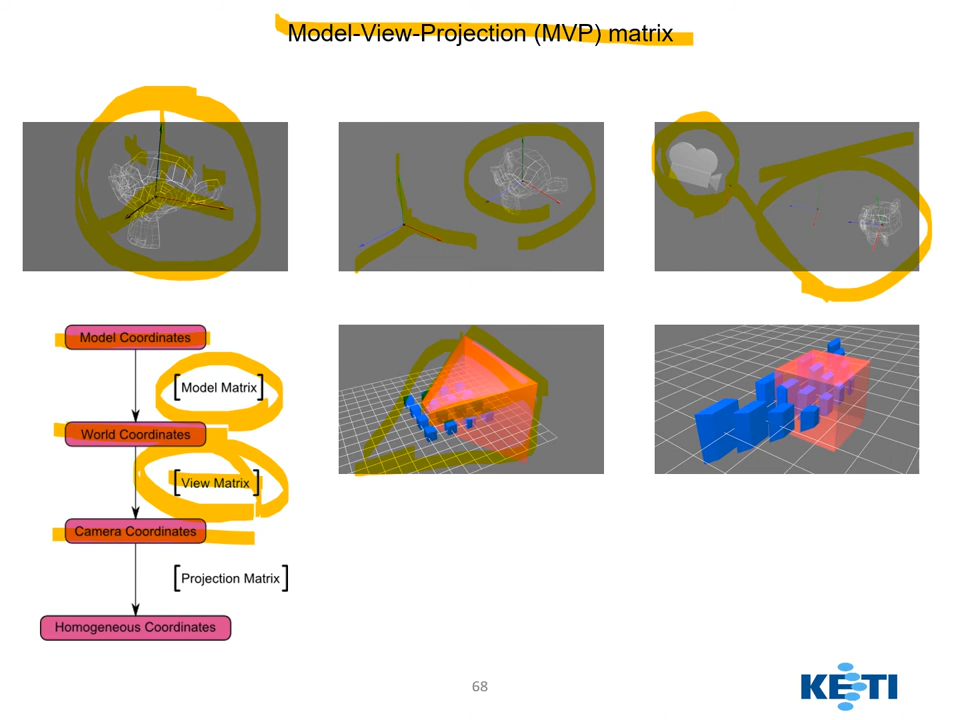 Model-View-Projection (MVP) matrix
Model Coordinates
[Model Matrix]
World Coordinates
[View Matrix]
Camera Coordinates
[Projection Matrix]
Homogeneous Coordinates
68
KETI